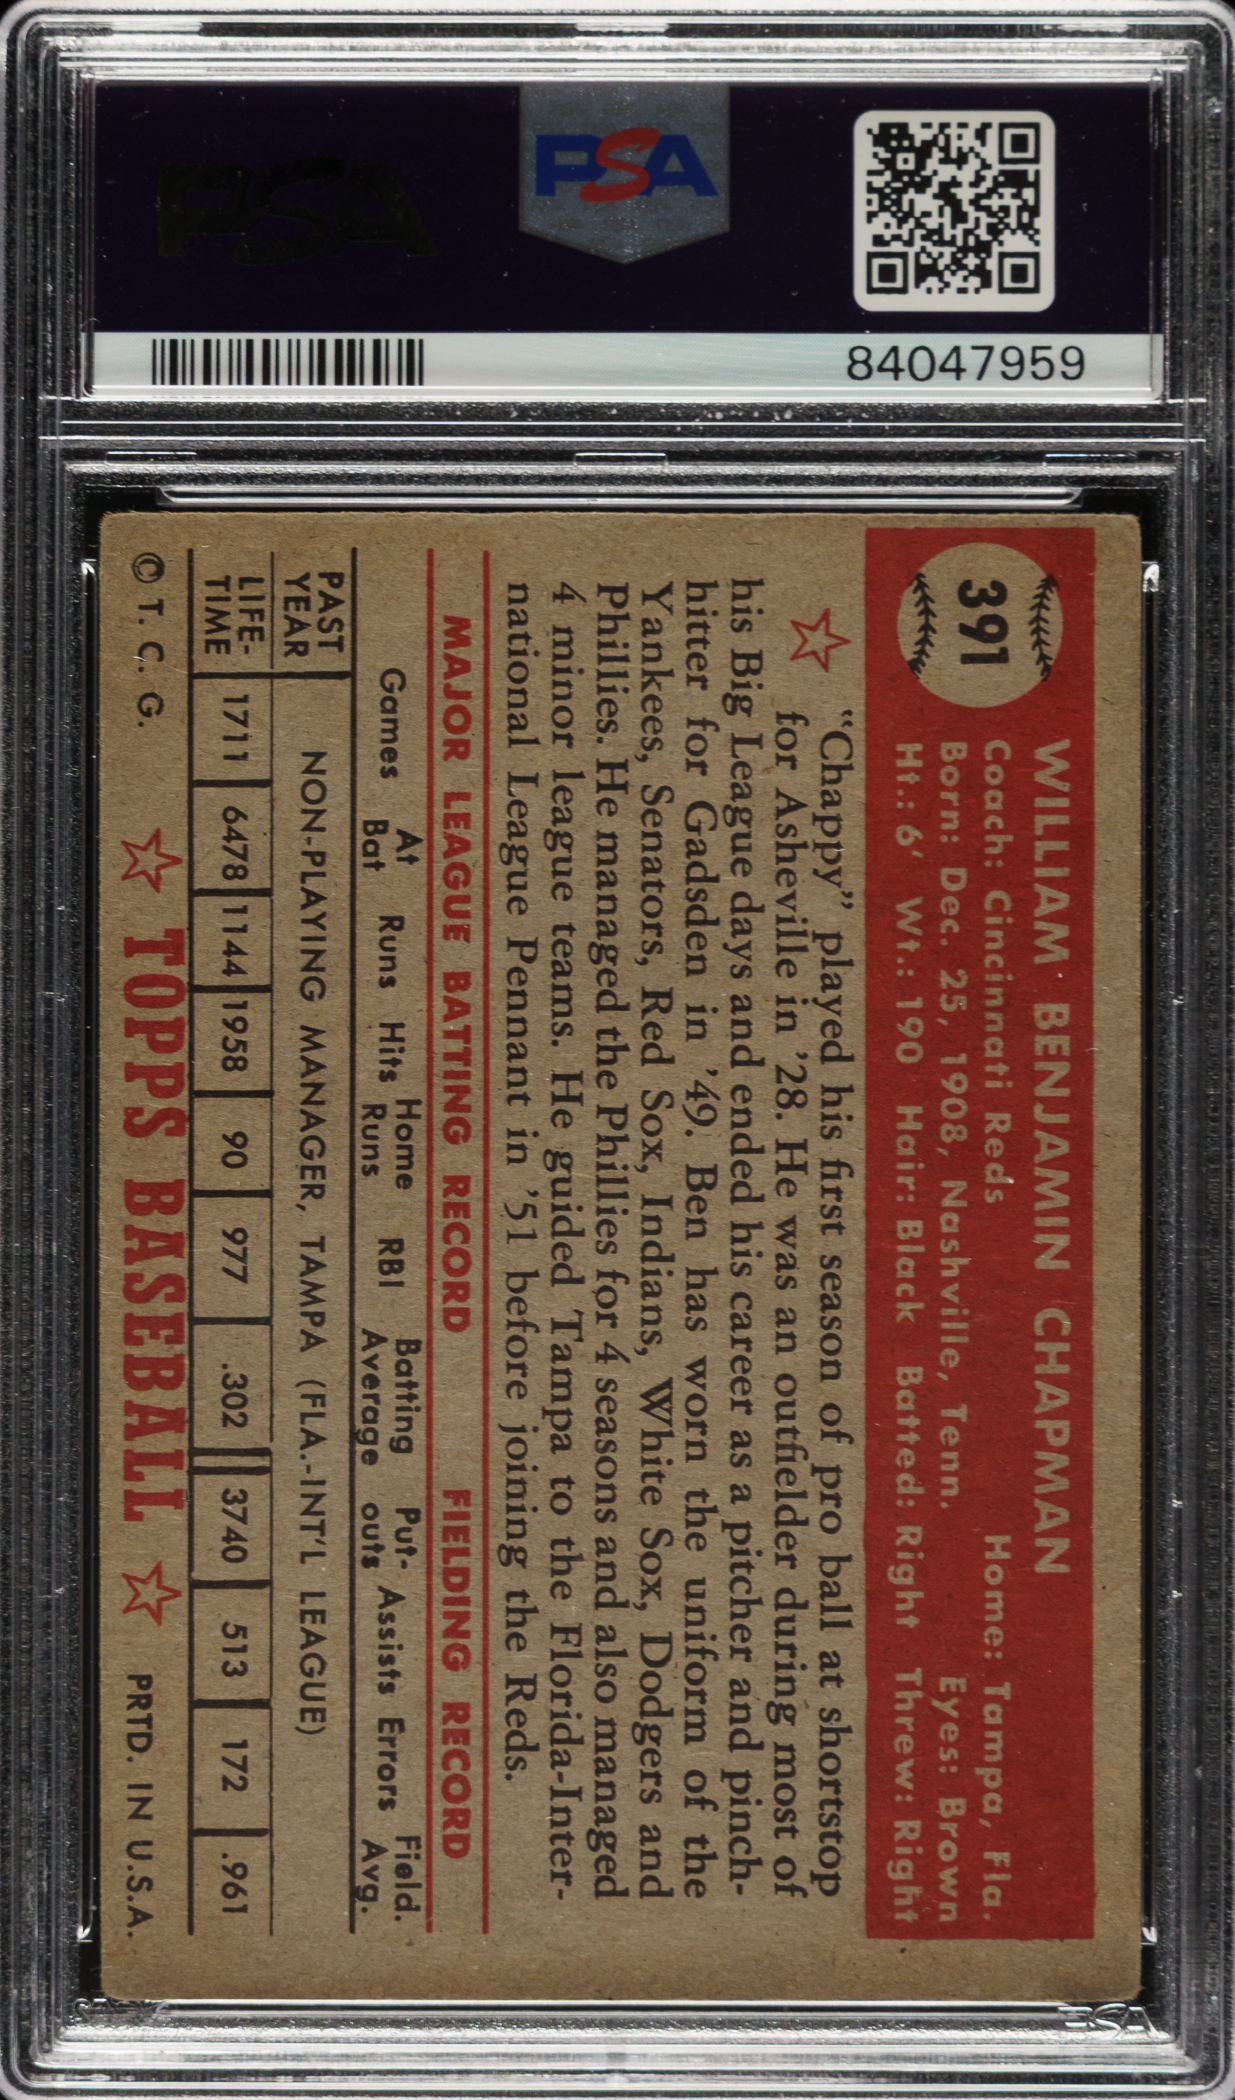 PSA
PSA
84047959
391
WILLIAM BENJAMIN CHAPMAN
Coach: Cincinnati Reds Home: Tampa, Fla.
Born: Dec. 25, 1908, Nashville, Tenn. Eyes: Brown
Ht.: 6′ Wt.: 190 Hair: Black Batted: Right Threw: Right
“Chappy” played his first season of pro ball at shortstop
for Asheville in ’28. He was an outfielder during most of
his Big League days and ended his career as a pitcher and pinch-
hitter for Gadsden in ’49. Ben has worn the uniform of the
Yankees, Senators, Red Sox, Indians, White Sox, Dodgers and
Phillies. He managed the Phillies for 4 seasons and also managed
4 minor league teams. He guided Tampa to the Florida-Inter-
national League Pennant in ’51 before joining the Reds.
MAJOR LEAGUE BATTING RECORD FIELDING RECORD
Games At Bat Runs Hits Home Runs RBI Batting Average Put-outs Assists Errors Field. Avg.
PAST YEAR NON-PLAYING MANAGER, TAMPA (FLA.-INT'L LEAGUE)
LIFE-TIME 1711 6478 1144 1958 90 977 .302 3740 513 172 .961
© T. C. G. TOPPS BASEBALL PRTD. IN U.S.A.
PSA